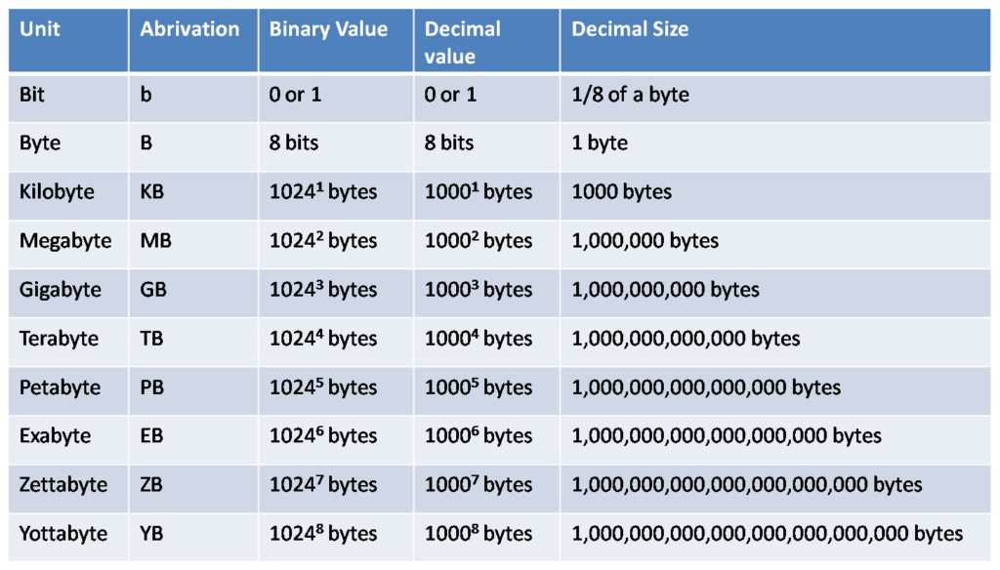 Unit Abrivation Binary Value Decimal value Decimal Size
Bit b 0 or 1 0 or 1 1/8 of a byte
Byte B 8 bits 8 bits 1 byte
Kilobyte KB 1024¹ bytes 1000¹ bytes 1000 bytes
Megabyte MB 1024² bytes 1000² bytes 1,000,000 bytes
Gigabyte GB 1024³ bytes 1000³ bytes 1,000,000,000 bytes
Terabyte TB 1024⁴ bytes 1000⁴ bytes 1,000,000,000,000 bytes
Petabyte PB 1024⁵ bytes 1000⁵ bytes 1,000,000,000,000,000 bytes
Exabyte EB 1024⁶ bytes 1000⁶ bytes 1,000,000,000,000,000,000 bytes
Zettabyte ZB 1024⁷ bytes 1000⁷ bytes 1,000,000,000,000,000,000,000 bytes
Yottabyte YB 1024⁸ bytes 1000⁸ bytes 1,000,000,000,000,000,000,000,000 bytes